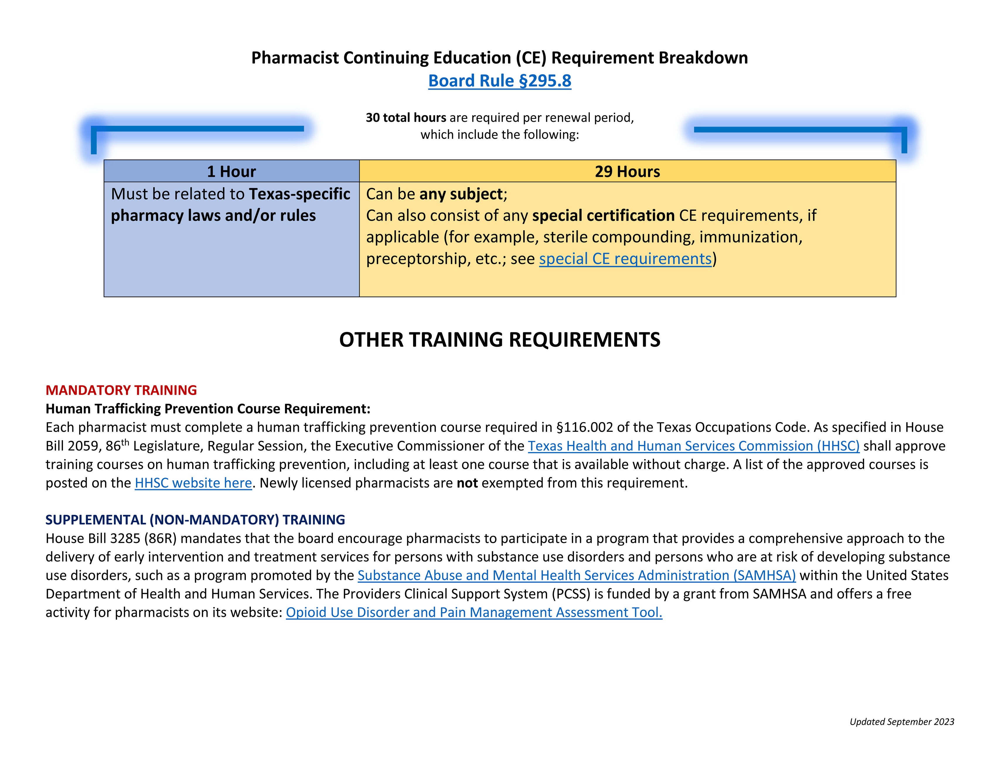 Pharmacist Continuing Education (CE) Requirement Breakdown
Board Rule §295.8
30 total hours are required per renewal period,
which include the following:
1 Hour
Must be related to Texas-specific
pharmacy laws and/or rules
29 Hours
Can be any subject;
Can also consist of any special certification CE requirements, if
applicable (for example, sterile compounding, immunization,
preceptorship, etc.; see special CE requirements)
OTHER TRAINING REQUIREMENTS
MANDATORY TRAINING
Human Trafficking Prevention Course Requirement:
Each pharmacist must complete a human trafficking prevention course required in §116.002 of the Texas Occupations Code. As specified in House
Bill 2059, 86th Legislature, Regular Session, the Executive Commissioner of the Texas Health and Human Services Commission (HHSC) shall approve
training courses on human trafficking prevention, including at least one course that is available without charge. A list of the approved courses is
posted on the HHSC website here. Newly licensed pharmacists are not exempted from this requirement.
SUPPLEMENTAL (NON-MANDATORY) TRAINING
House Bill 3285 (86R) mandates that the board encourage pharmacists to participate in a program that provides a comprehensive approach to the
delivery of early intervention and treatment services for persons with substance use disorders and persons who are at risk of developing substance
use disorders, such as a program promoted by the Substance Abuse and Mental Health Services Administration (SAMHSA) within the United States
Department of Health and Human Services. The Providers Clinical Support System (PCSS) is funded by a grant from SAMHSA and offers a free
activity for pharmacists on its website: Opioid Use Disorder and Pain Management Assessment Tool.
Updated September 2023